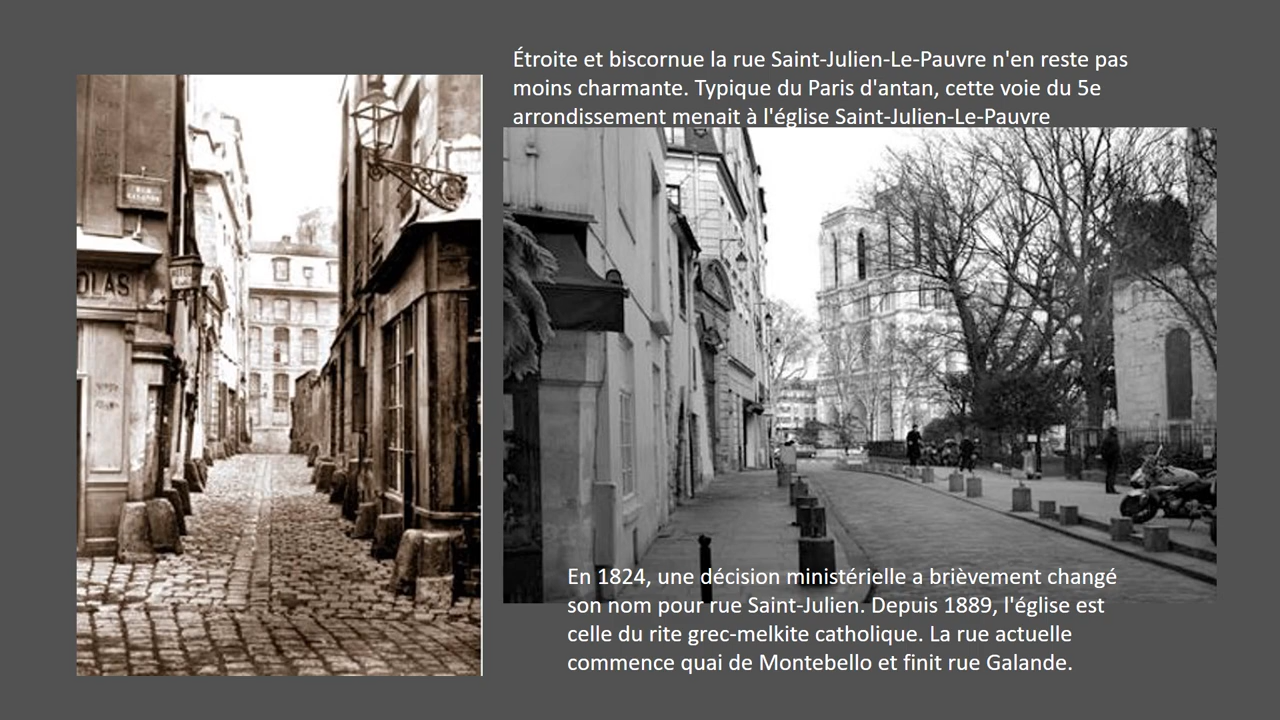 Étroite et biscornue la rue Saint-Julien-Le-Pauvre n'en reste pas
moins charmante. Typique du Paris d'antan, cette voie du 5e
arrondissement menait à l'église Saint-Julien-Le-Pauvre
OLAS
En 1824, une décision ministérielle a brièvement changé
son nom pour rue Saint-Julien. Depuis 1889, l'église est
celle du rite grec-melkite catholique. La rue actuelle
commence quai de Montebello et finit rue Galande.